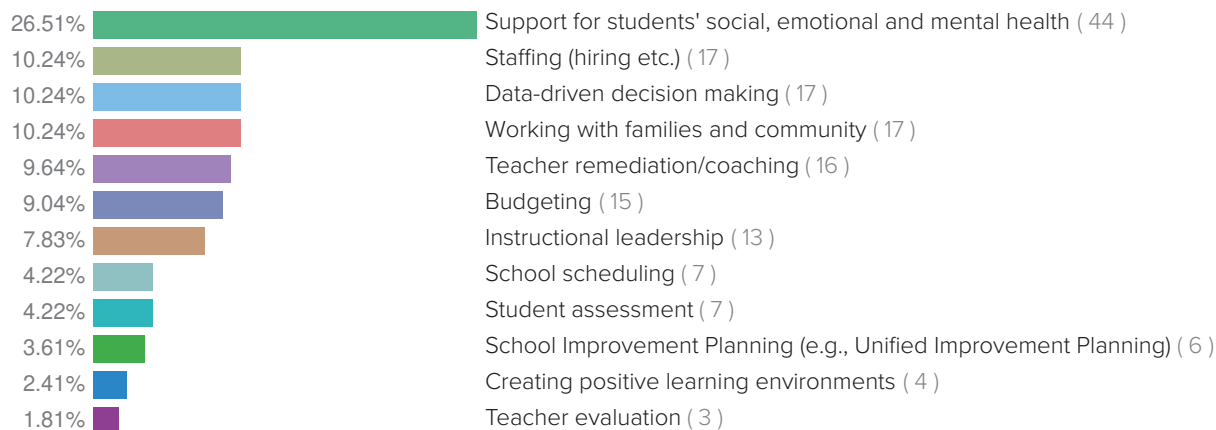 26.51% Support for students' social, emotional and mental health ( 44 )
10.24% Staffing (hiring etc.) ( 17 )
10.24% Data-driven decision making ( 17 )
10.24% Working with families and community ( 17 )
9.64% Teacher remediation/coaching ( 16 )
9.04% Budgeting ( 15 )
7.83% Instructional leadership ( 13 )
4.22% School scheduling ( 7 )
4.22% Student assessment ( 7 )
3.61% School Improvement Planning (e.g., Unified Improvement Planning) ( 6 )
2.41% Creating positive learning environments ( 4 )
1.81% Teacher evaluation ( 3 )